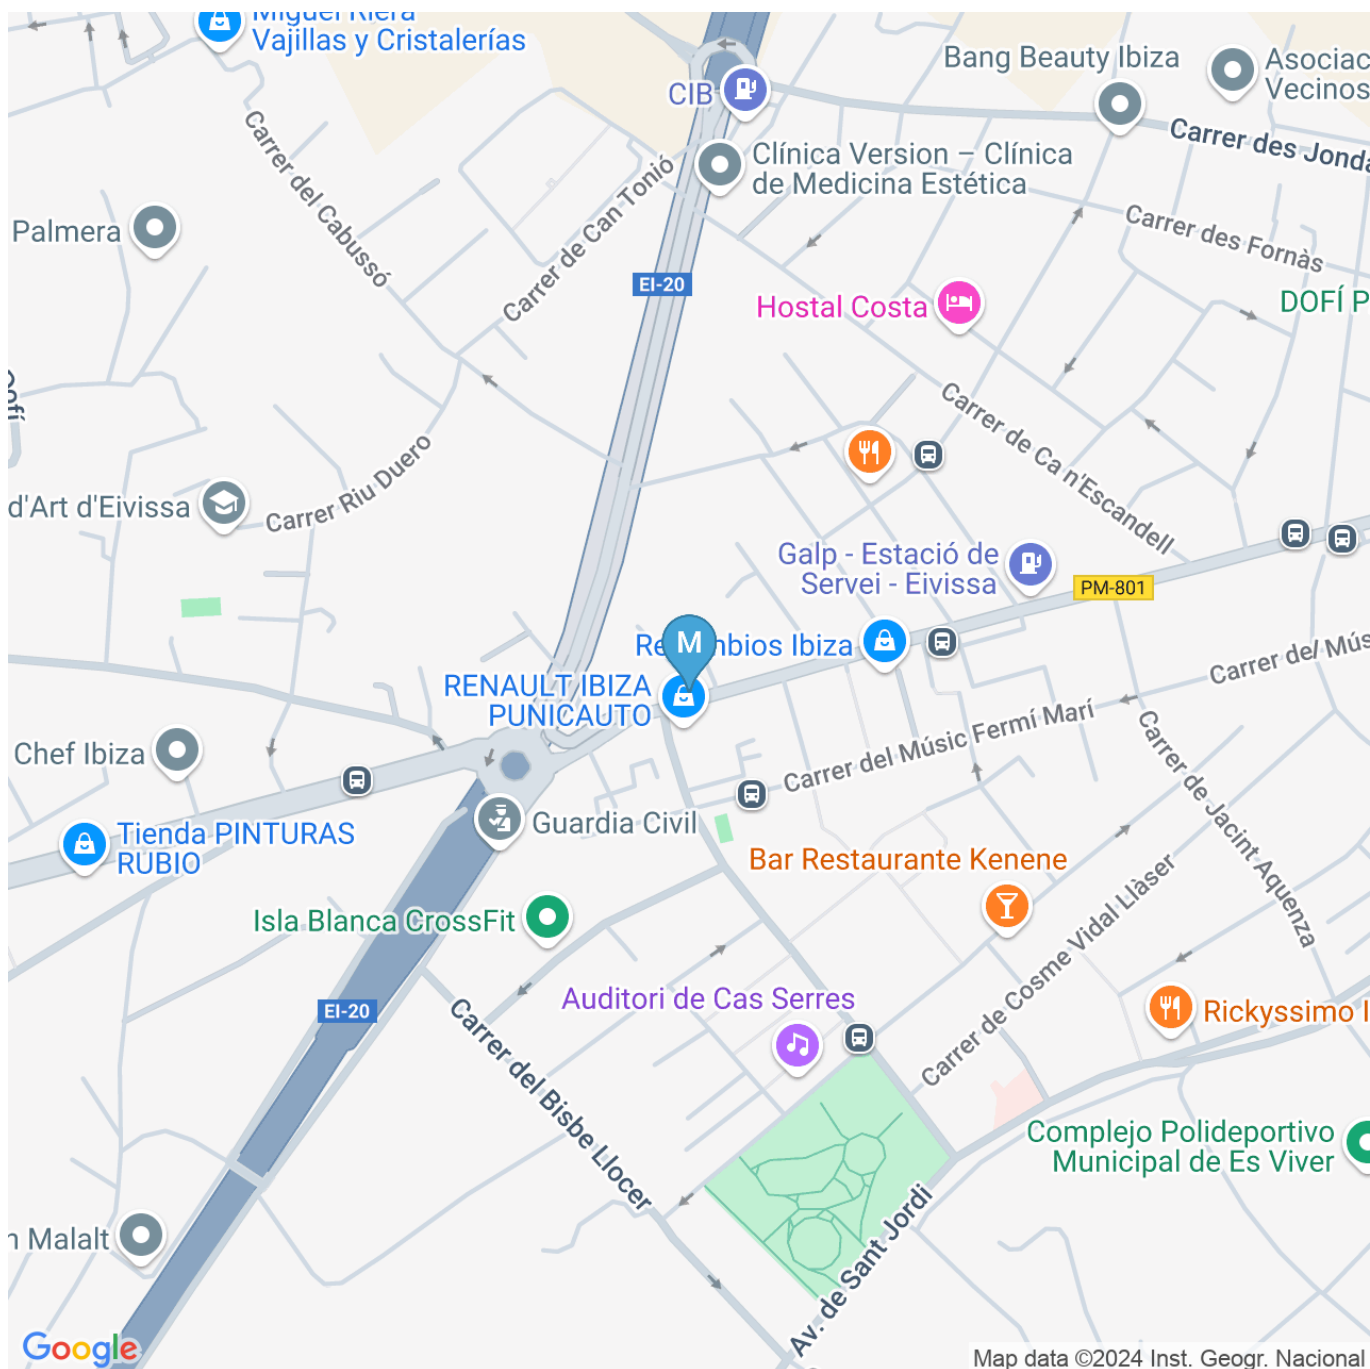 Miguel Riera
Vajillas y Cristalerías
Bang Beauty Ibiza
Asociac
Vecinos
CIB
Carrer des Jonda
Clínica Version – Clínica
de Medicina Estética
Carrer del Cabussó
Carrer de Can Tonió
Palmera
Carrer des Fornàs
EI-20
Hostal Costa
DOFÍ P
Carrer de Ca n'Escandell
Carrer Riu Duero
d'Art d'Eivissa
Galp - Estació de
Servei - Eivissa
PM-801
M
Re mbios Ibiza
Carrer del Mús
RENAULT IBIZA
PUNICAUTO
Chef Ibiza
Carrer del Músic Fermí Marí
Carrer de Jacint Aquenza
Guardia Civil
Tienda PINTURAS
RUBIO
Bar Restaurante Kenene
Isla Blanca CrossFit
Carrer de Cosme Vidal Llàser
Auditori de Cas Serres
EI-20
Rickyssimo I
Carrer del Bisbe Llocer
Complejo Polideportivo
Municipal de Es Viver
n Malalt
Av. de Sant Jordi
Google
Map data ©2024 Inst. Geogr. Nacional